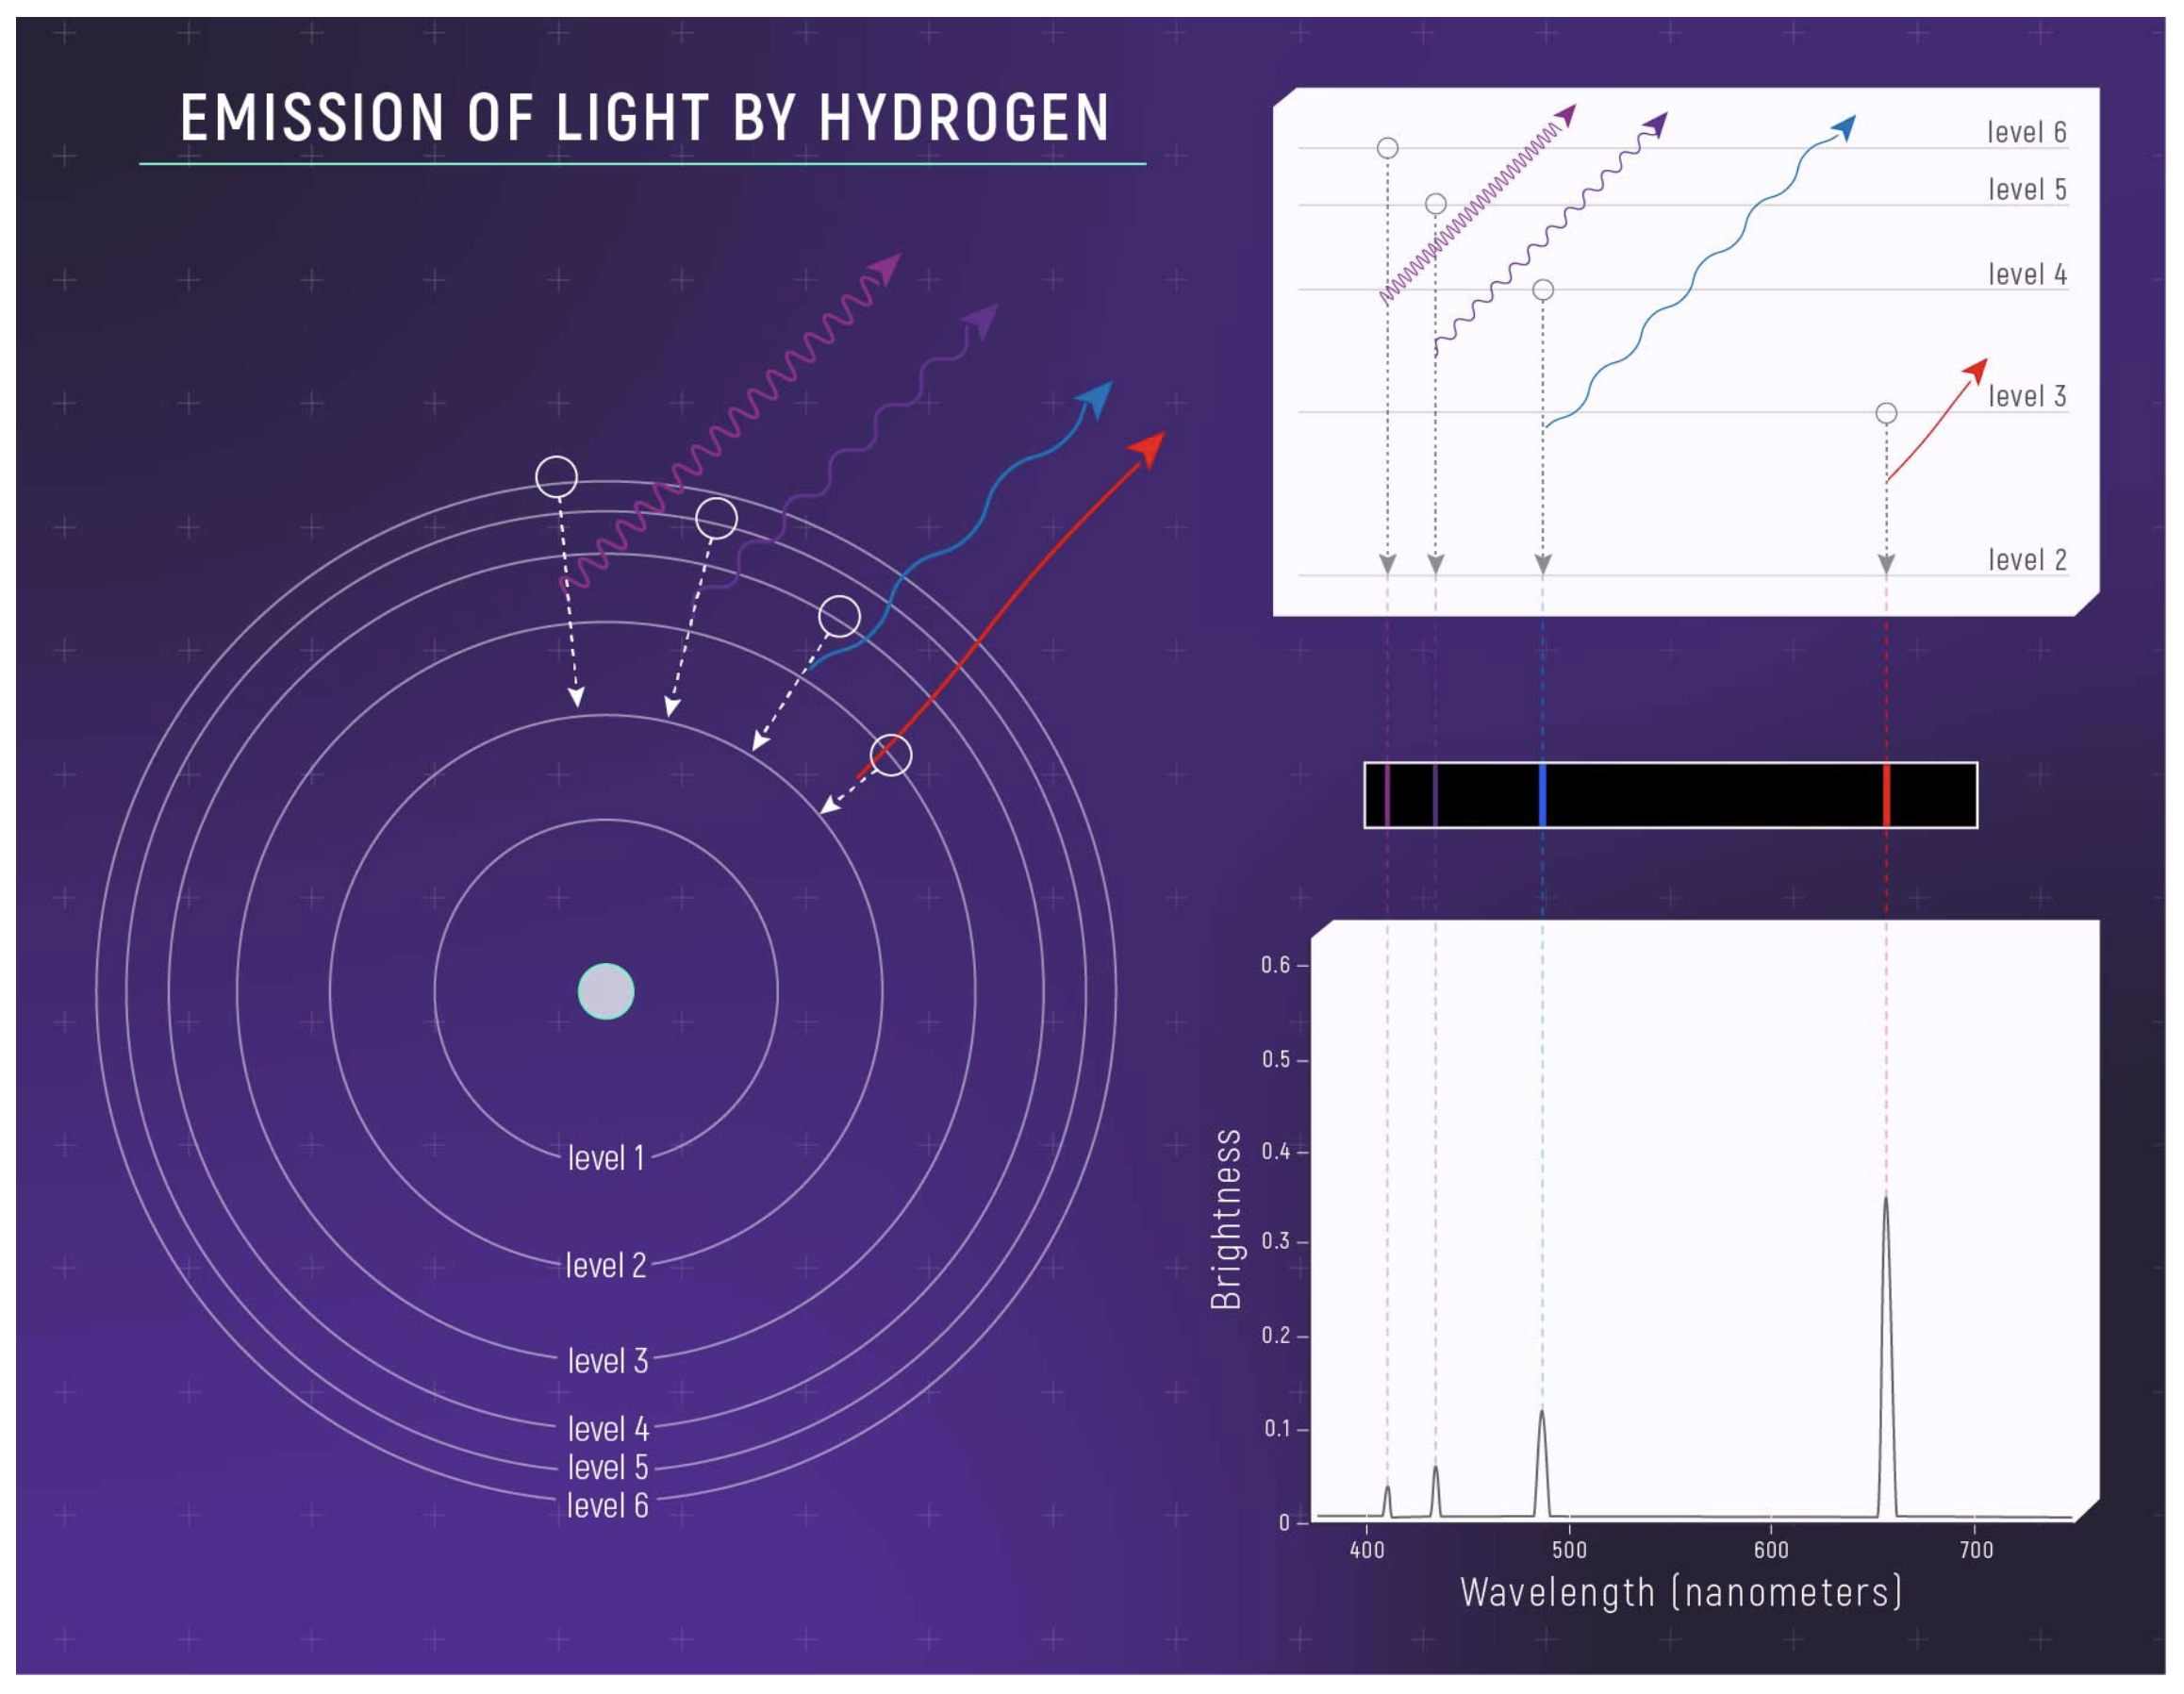 EMISSION OF LIGHT BY HYDROGEN
level 1
level 2
level 3
level 4
level 5
level 6
level 6
level 5
level 4
level 3
level 2
Brightness
0.6
0.5
0.4
0.3
0.2
0.1
0
400 500 600 700
Wavelength (nanometers)